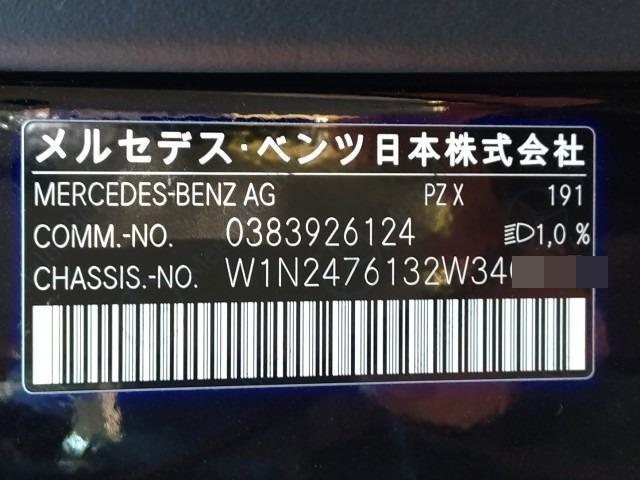 メルセデス・ベンツ日本株式会社
MERCEDES-BENZ AG PZ X 191
COMM.-NO. 0383926124 1,0 %
CHASSIS.-NO. W1N2476132W34